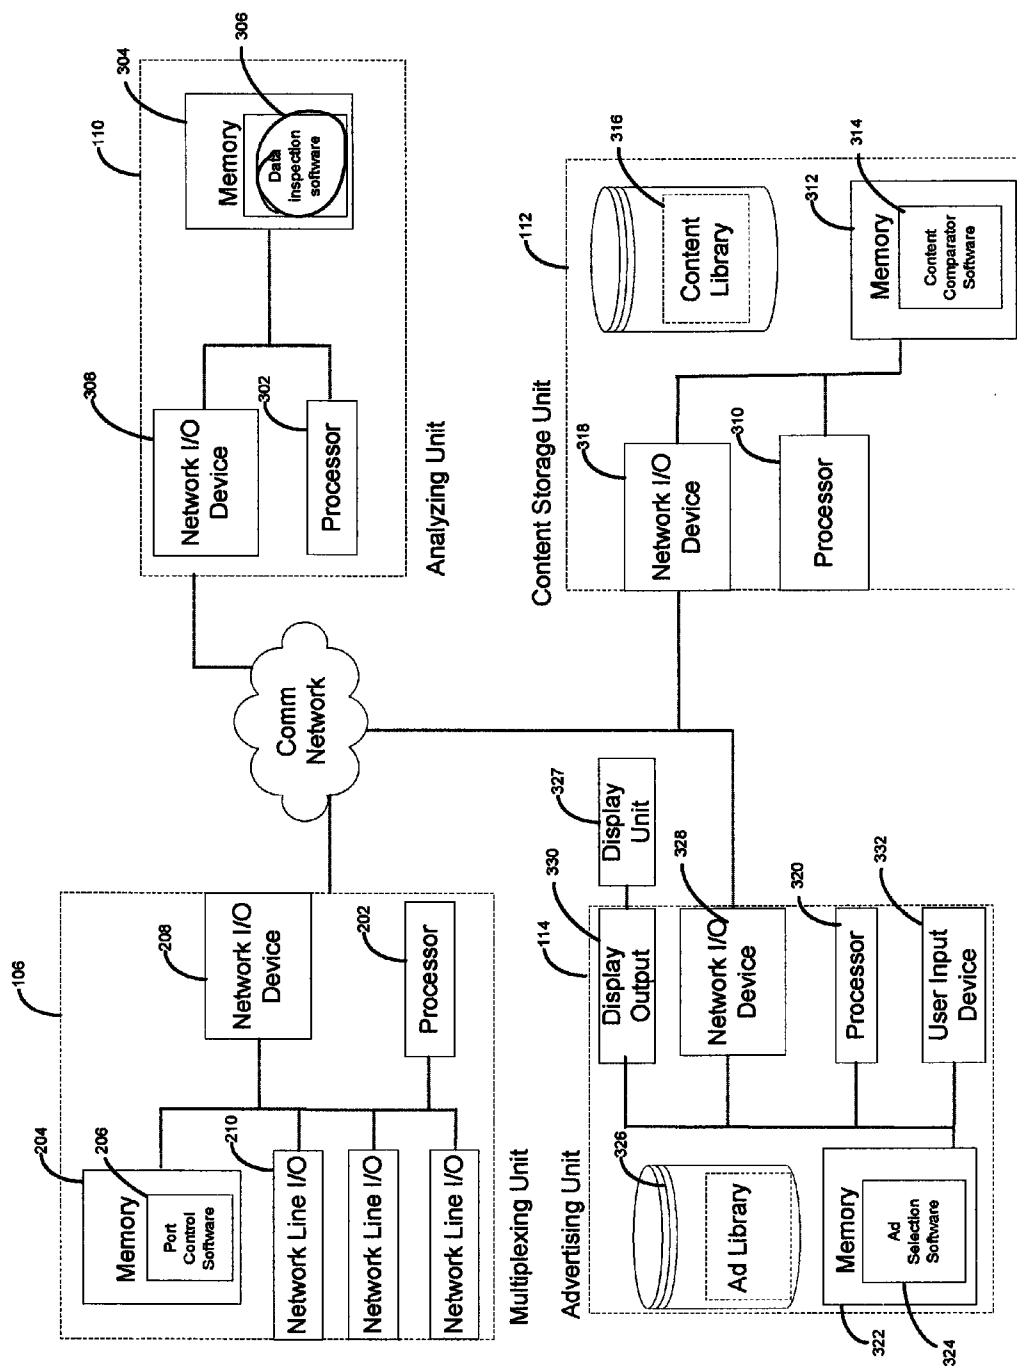 106
204
206
Memory
Port
Control
Software
208
Network I/O
Device
210
Network Line I/O
Network Line I/O
Network Line I/O
202
Processor
Multiplexing Unit
Comm
Network
110
304
306
Memory
Data
inspection
software
308
Network I/O
Device
302
Processor
Analyzing Unit
Advertising Unit
114
330
327
Display
Output
Display
Unit
326
Ad Library
328
Network I/O
Device
320
Processor
332
User Input
Device
Memory
Ad
Selection
Software
322
324
Content Storage Unit
112
316
Content
Library
318
Network I/O
Device
310
Processor
312
314
Memory
Content
Comparator
Software